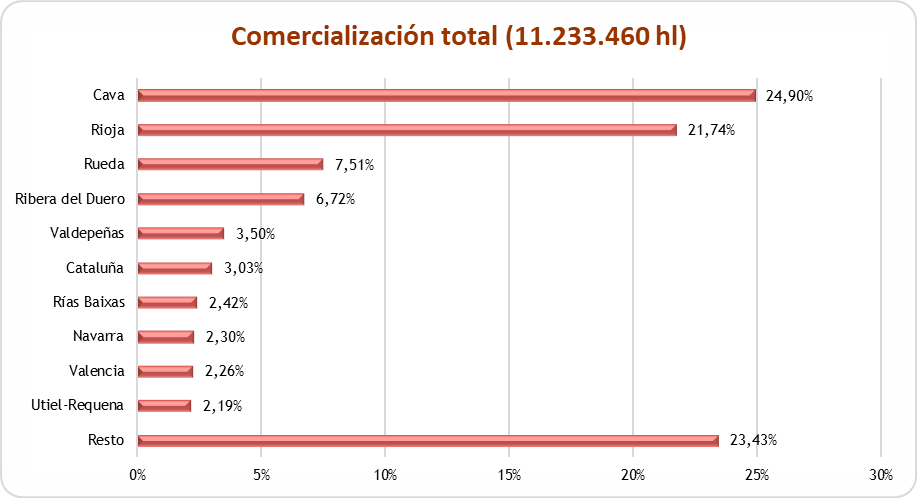 Comercialización total (11.233.460 hl)
Cava 24,90%
Rioja 21,74%
Rueda 7,51%
Ribera del Duero 6,72%
Valdepeñas 3,50%
Cataluña 3,03%
Rías Baixas 2,42%
Navarra 2,30%
Valencia 2,26%
Utiel-Requena 2,19%
Resto 23,43%
0% 5% 10% 15% 20% 25% 30%